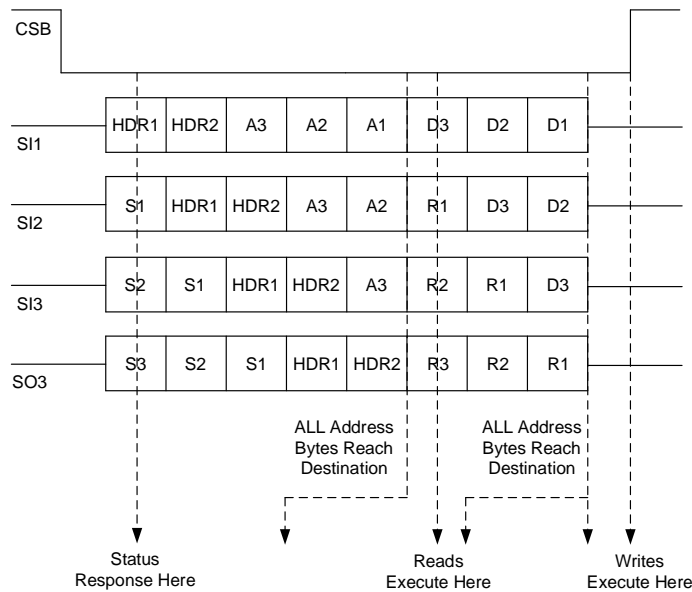 CSB
HDR1 HDR2 A3 A2 A1 D3 D2 D1
SI1
S1 HDR1 HDR2 A3 A2 R1 D3 D2
SI2
S2 S1 HDR1 HDR2 A3 R2 R1 D3
SI3
S3 S2 S1 HDR1 HDR2 R3 R2 R1
SO3
ALL Address
Bytes Reach
Destination
ALL Address
Bytes Reach
Destination
Status
Response Here
Reads
Execute Here
Writes
Execute Here